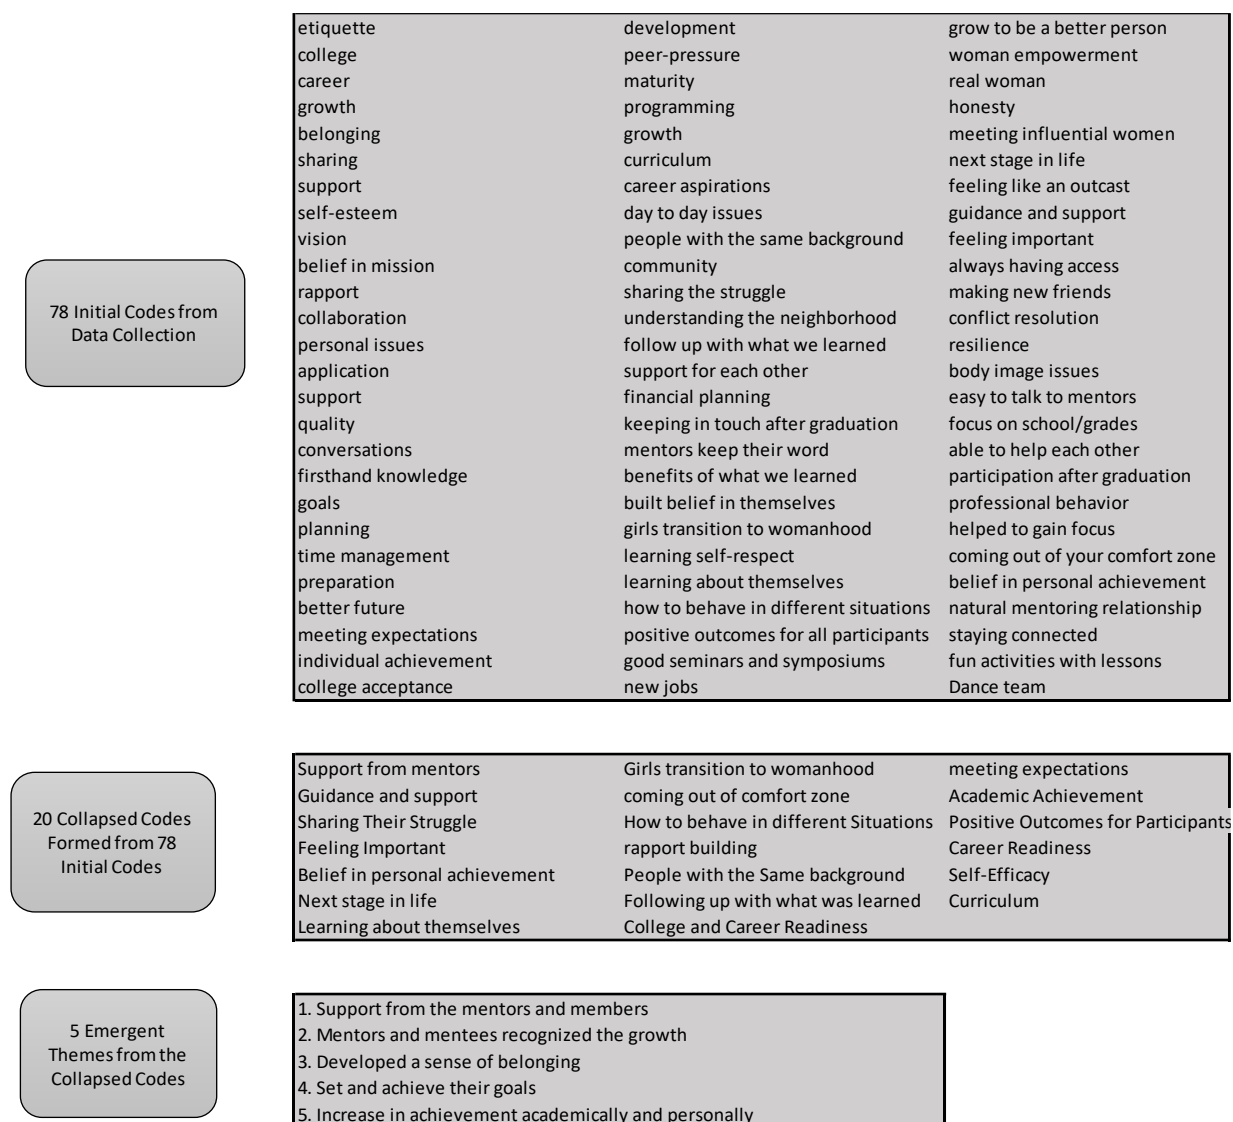 78 Initial Codes from
Data Collection
etiquette development grow to be a better person
college peer-pressure woman empowerment
career maturity real woman
growth programming honesty
belonging growth meeting influential women
sharing curriculum next stage in life
support career aspirations feeling like an outcast
self-esteem day to day issues guidance and support
vision people with the same background feeling important
belief in mission community always having access
rapport sharing the struggle making new friends
collaboration understanding the neighborhood conflict resolution
personal issues follow up with what we learned resilience
application support for each other body image issues
support financial planning easy to talk to mentors
quality keeping in touch after graduation focus on school/grades
conversations mentors keep their word able to help each other
firsthand knowledge benefits of what we learned participation after graduation
goals built belief in themselves professional behavior
planning girls transition to womanhood helped to gain focus
time management learning self-respect coming out of your comfort zone
preparation learning about themselves belief in personal achievement
better future how to behave in different situations natural mentoring relationship
meeting expectations positive outcomes for all participants staying connected
individual achievement good seminars and symposiums fun activities with lessons
college acceptance new jobs Dance team
20 Collapsed Codes
Formed from 78
Initial Codes
Support from mentors Girls transition to womanhood meeting expectations
Guidance and support coming out of comfort zone Academic Achievement
Sharing Their Struggle How to behave in different Situations Positive Outcomes for Participants
Feeling Important rapport building Career Readiness
Belief in personal achievement People with the Same background Self-Efficacy
Next stage in life Following up with what was learned Curriculum
Learning about themselves College and Career Readiness
5 Emergent
Themes from the
Collapsed Codes
1. Support from the mentors and members
2. Mentors and mentees recognized the growth
3. Developed a sense of belonging
4. Set and achieve their goals
5. Increase in achievement academically and personally